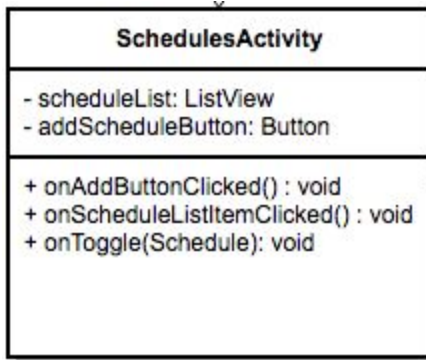 SchedulesActivity
- scheduleList: ListView
- addScheduleButton: Button
+ onAddButtonClicked() : void
+ onScheduleListItemClicked() : void
+ onToggle(Schedule): void